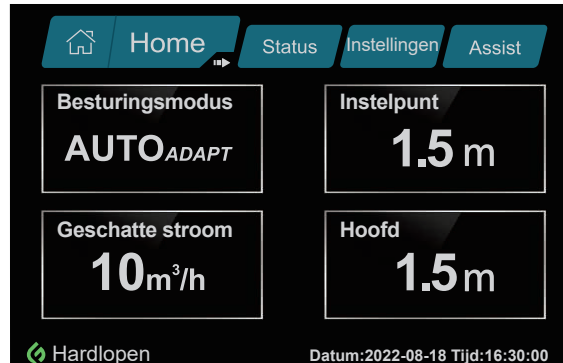 Home Status Instellingen Assist
Besturingsmodus
AUTOADAPT
Instelpunt
1.5 m
Geschatte stroom
10m³/h
Hoofd
1.5 m
Hardlopen
Datum:2022-08-18 Tijd:16:30:00